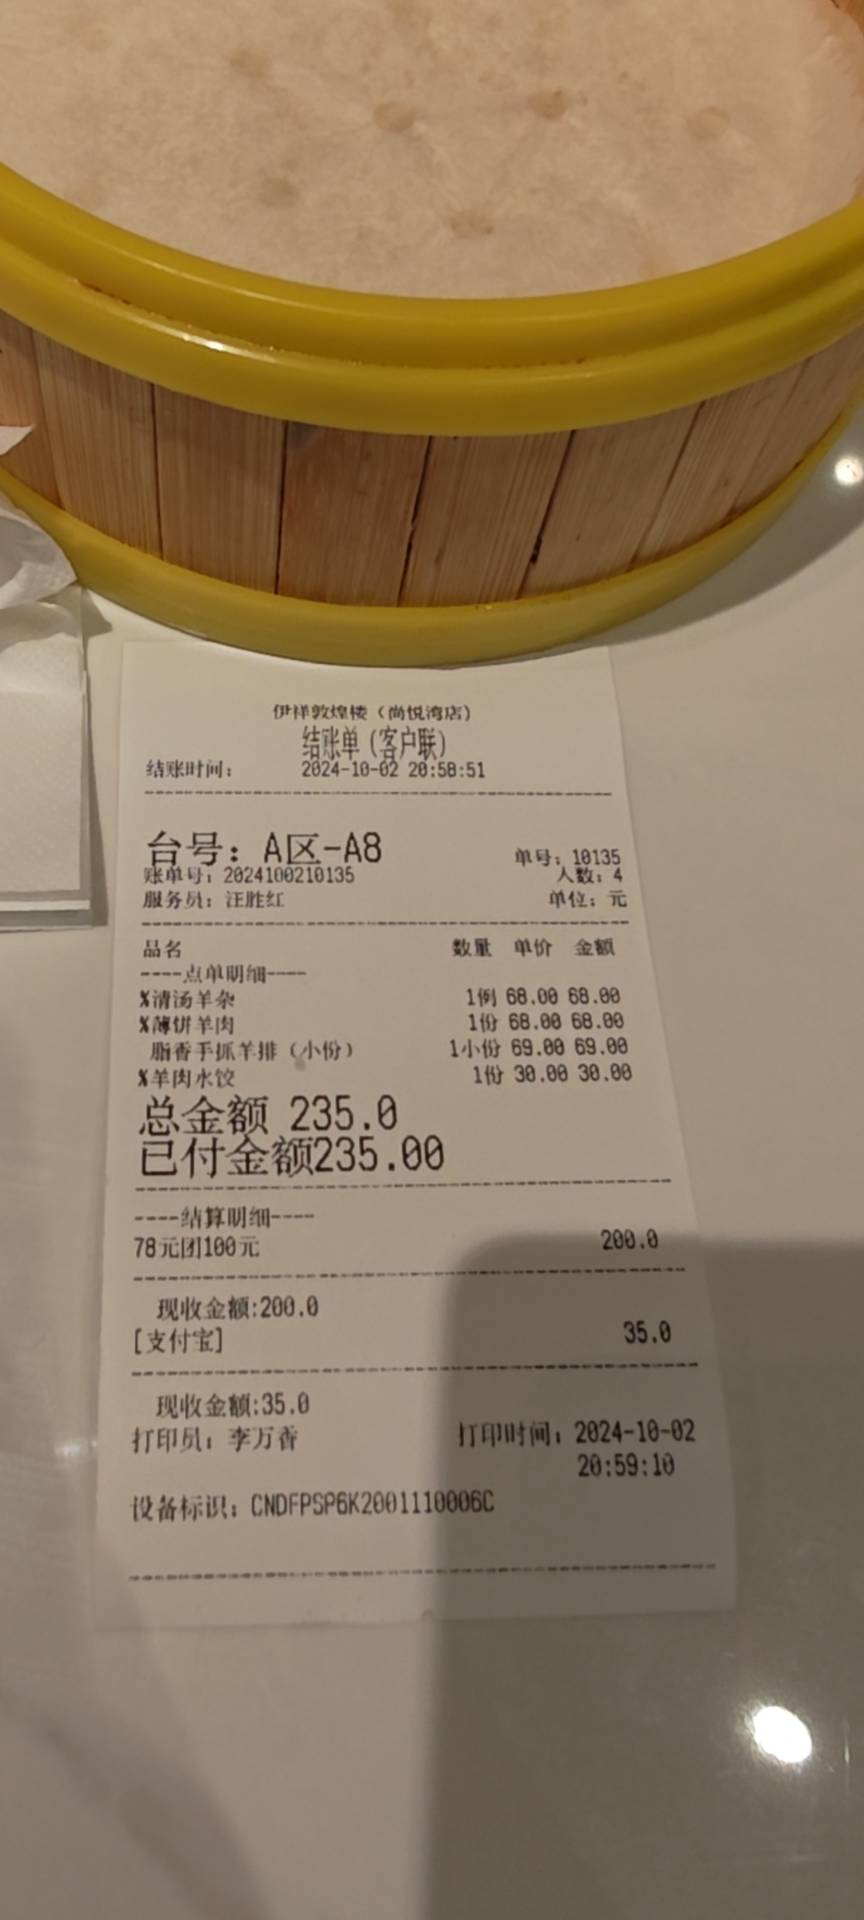 伊祥敦煌楼（尚悦湾店）
结账单（客户联）
结账时间： 2024-10-02 20:58:51
台号：A区-A8 单号：10135
账单号：2024100210135 人数：4
服务员：汪胜红 单位：元
品名 数量 单价 金额
----点单明细----
%清汤羊杂 1例 68.00 68.00
%薄饼羊肉 1份 68.00 68.00
脂香手抓羊排（小份） 1小份 69.00 69.00
%羊肉水饺 1份 30.00 30.00
总金额 235.0
已付金额235.00
----结算明细----
78元团100元 200.0
现收金额:200.0
[支付宝] 35.0
现收金额:35.0
打印员：李万香 打印时间：2024-10-02
20:59:10
设备标识：CNDFPSP6K2001110006C